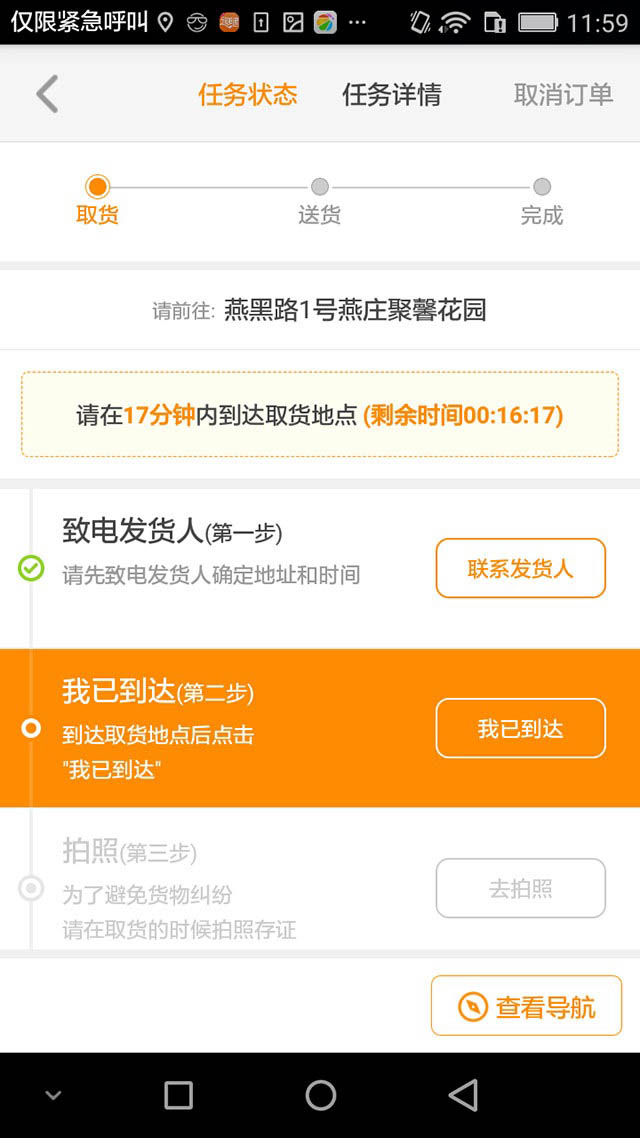 仅限紧急呼叫 11:59
任务状态 任务详情 取消订单
取货 送货 完成
请前往: 燕黑路1号燕庄聚馨花园
请在17分钟内到达取货地点 (剩余时间00:16:17)
致电发货人(第一步)
请先致电发货人确定地址和时间
联系发货人
我已到达(第二步)
到达取货地点后点击
"我已到达"
我已到达
拍照(第三步)
为了避免货物纠纷
请在取货的时候拍照存证
去拍照
查看导航